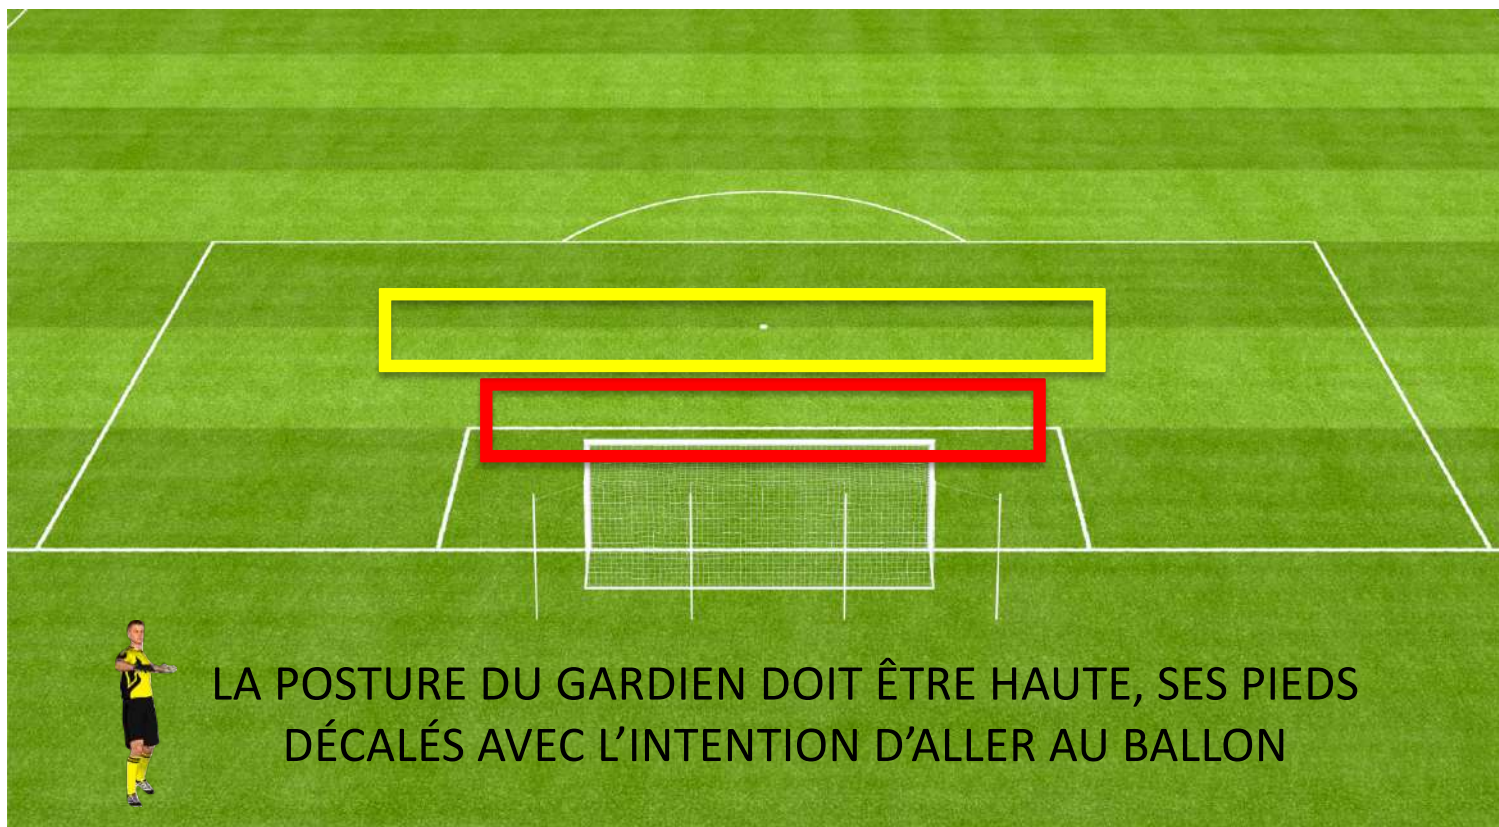 LA POSTURE DU GARDIEN DOIT ÊTRE HAUTE, SES PIEDS
DÉCALÉS AVEC L’INTENTION D’ALLER AU BALLON